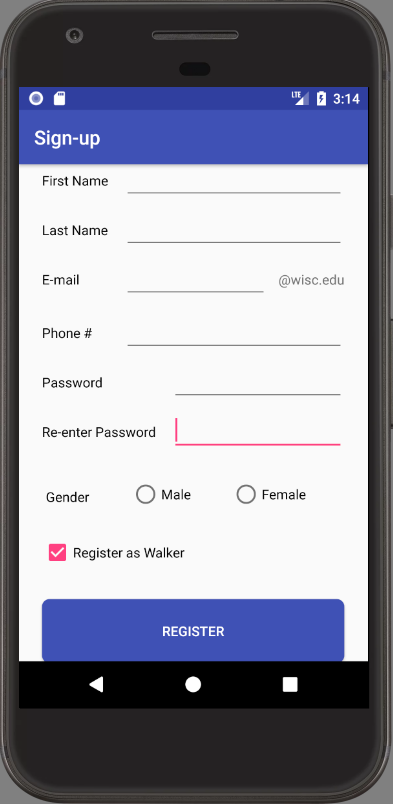 LTE 3:14
Sign-up
First Name
Last Name
E-mail @wisc.edu
Phone #
Password
Re-enter Password
Gender Male Female
Register as Walker
REGISTER